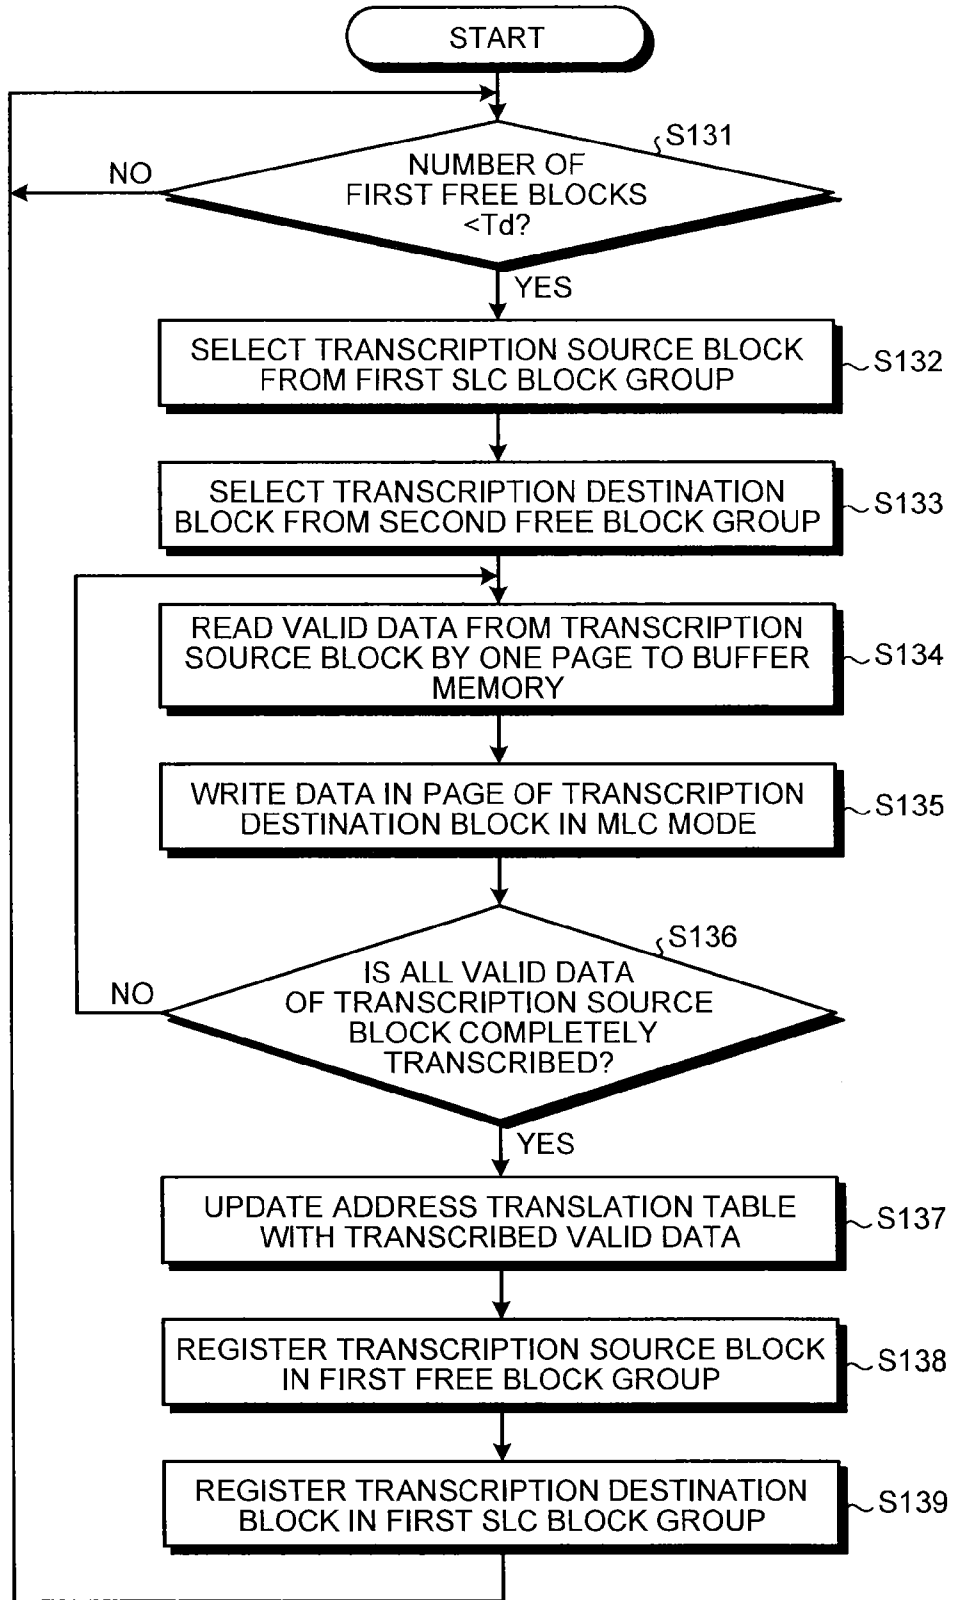 START
S131
NO
NUMBER OF
FIRST FREE BLOCKS
<Td?
YES
SELECT TRANSCRIPTION SOURCE BLOCK
FROM FIRST SLC BLOCK GROUP
S132
SELECT TRANSCRIPTION DESTINATION
BLOCK FROM SECOND FREE BLOCK GROUP
S133
READ VALID DATA FROM TRANSCRIPTION
SOURCE BLOCK BY ONE PAGE TO BUFFER
MEMORY
S134
WRITE DATA IN PAGE OF TRANSCRIPTION
DESTINATION BLOCK IN MLC MODE
S135
S136
NO
IS ALL VALID DATA
OF TRANSCRIPTION SOURCE
BLOCK COMPLETELY
TRANSCRIBED?
YES
UPDATE ADDRESS TRANSLATION TABLE
WITH TRANSCRIBED VALID DATA
S137
REGISTER TRANSCRIPTION SOURCE BLOCK
IN FIRST FREE BLOCK GROUP
S138
REGISTER TRANSCRIPTION DESTINATION
BLOCK IN FIRST SLC BLOCK GROUP
S139